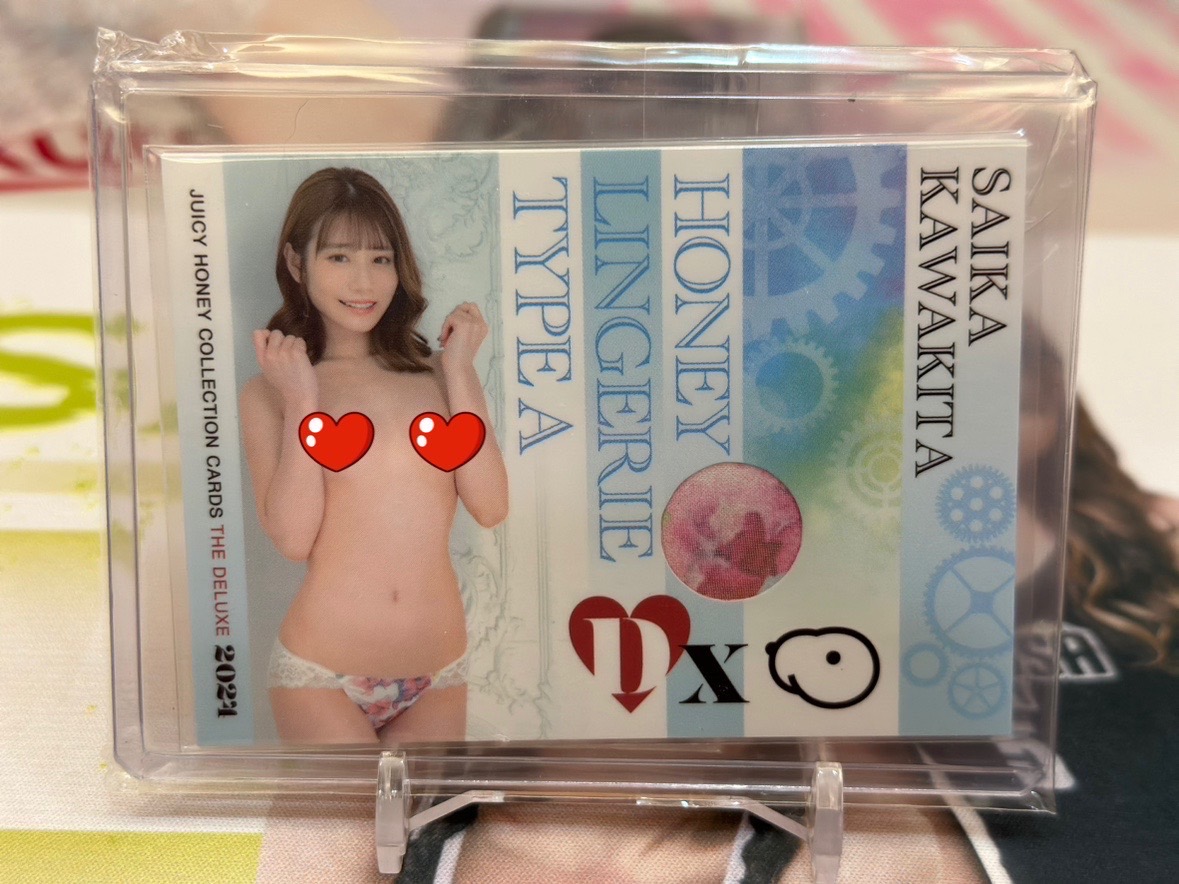 SAIKA
KAWAKITA
HONEY
LINGERIE
TYPE A
Dx
JUICY HONEY COLLECTION CARDS THE DELUXE 2024